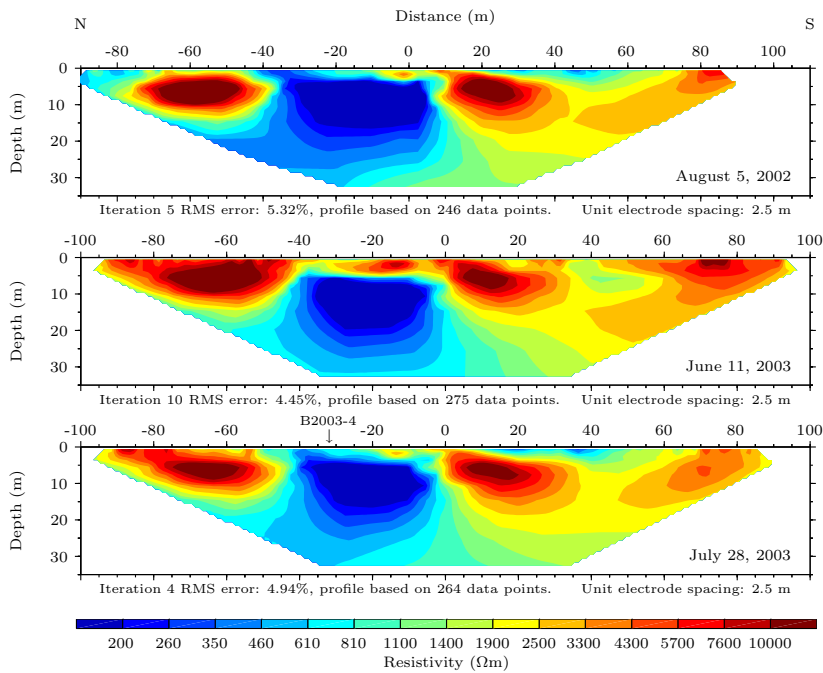 N
Distance (m)
S
-80 -60 -40 -20 0 20 40 60 80 100
0
10
20
30
Depth (m)
August 5, 2002
Iteration 5 RMS error: 5.32%, profile based on 246 data points. Unit electrode spacing: 2.5 m
-100 -80 -60 -40 -20 0 20 40 60 80 100
0
10
20
30
Depth (m)
June 11, 2003
Iteration 10 RMS error: 4.45%, profile based on 275 data points. Unit electrode spacing: 2.5 m
B2003-4
-100 -80 -60 -40 -20 0 20 40 60 80 100
0
10
20
30
Depth (m)
July 28, 2003
Iteration 4 RMS error: 4.94%, profile based on 264 data points. Unit electrode spacing: 2.5 m
200 260 350 460 610 810 1100 1400 1900 2500 3300 4300 5700 7600 10000
Resistivity (Ωm)